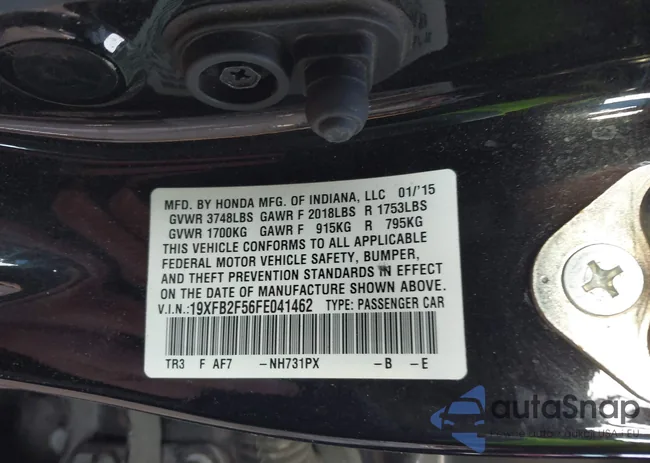 MFD. BY HONDA MFG. OF INDIANA, LLC 01/'15
GVWR 3748LBS GAWR F 2018LBS R 1753LBS
GVWR 1700KG GAWR F 915KG R 795KG
THIS VEHICLE CONFORMS TO ALL APPLICABLE
FEDERAL MOTOR VEHICLE SAFETY, BUMPER,
AND THEFT PREVENTION STANDARDS IN EFFECT
ON THE DATE OF MANUFACTURE SHOWN ABOVE.
V.I.N.: 19XFB2F56FE041462 TYPE: PASSENGER CAR
TR3 F AF7 -NH731PX -B -E
autoSnap